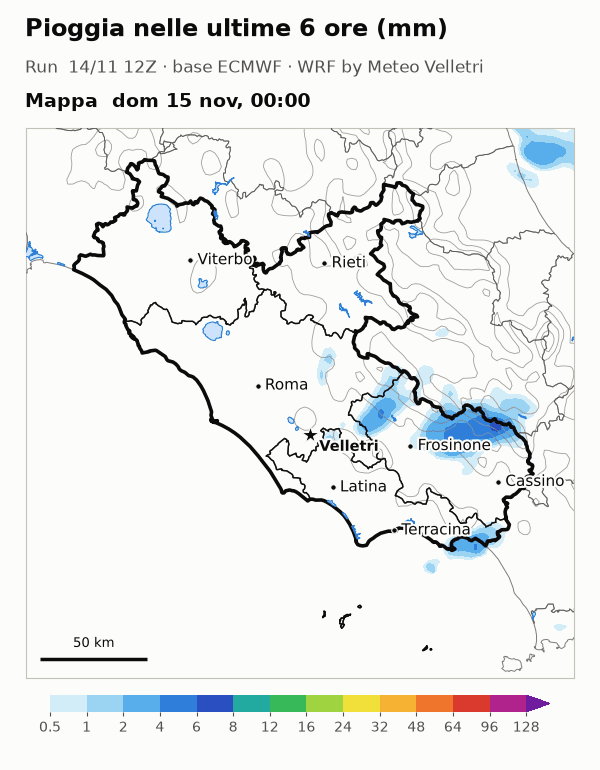 Pioggia nelle ultime 6 ore (mm)
Run  14/11 12Z · base ECMWF · WRF by Meteo Velletri
Mappa  dom 15 nov, 00:00
Viterbo
Rieti
Roma
Velletri
Frosinone
Cassino
Latina
Terracina
50 km
0.5 1 2 4 6 8 12 16 24 32 48 64 96 128